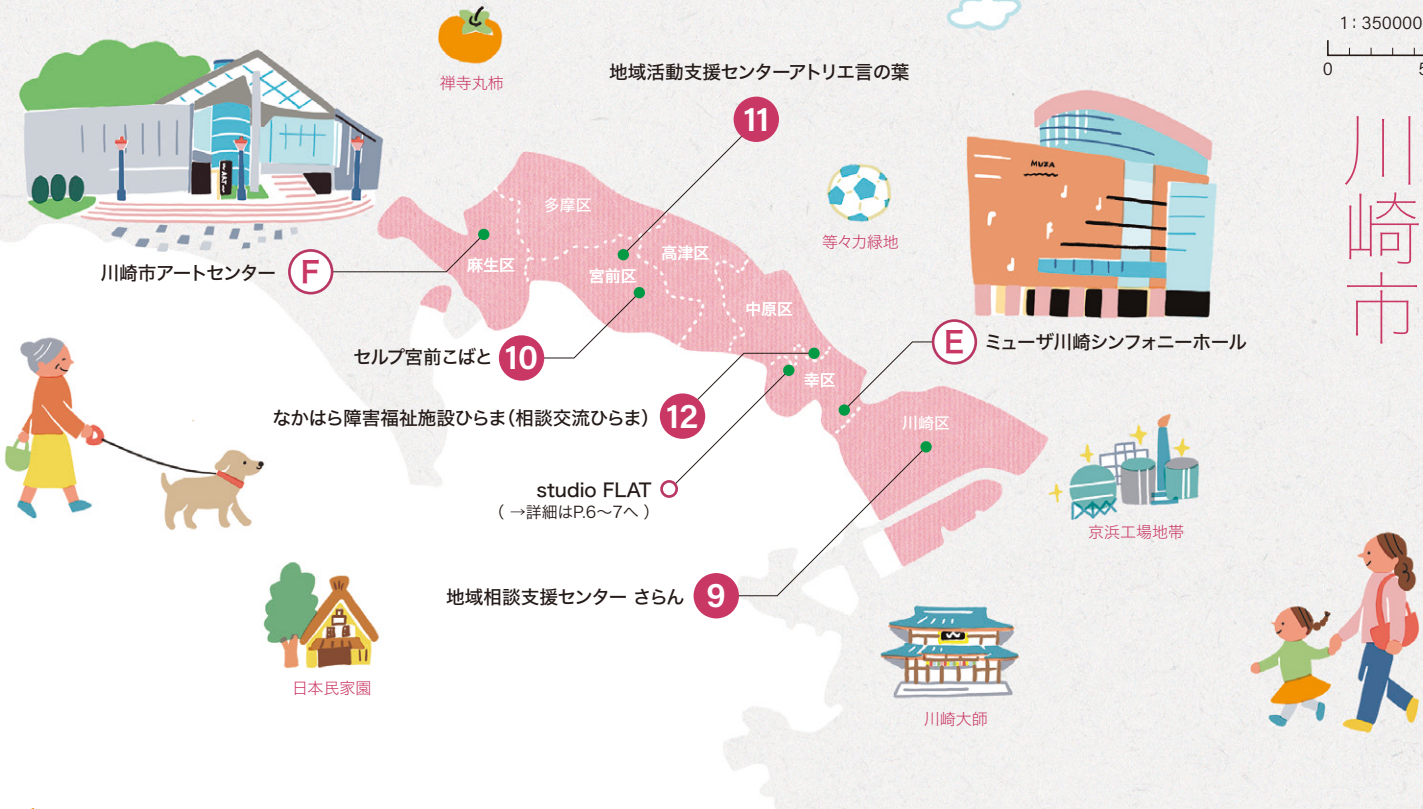 1：350000
0 5
川崎市
禅寺丸柿
地域活動支援センターアトリエ言の葉
11
MUZA
等々力緑地
多摩区
高津区
麻生区
宮前区
中原区
幸区
川崎区
川崎市アートセンター F
E ミューザ川崎シンフォニーホール
セルプ宮前こばと 10
なかはら障害福祉施設ひらま（相談交流ひらま） 12
studio FLAT
（ →詳細はP.6〜7へ ）
京浜工場地帯
地域相談支援センター さらん 9
日本民家園
川崎大師